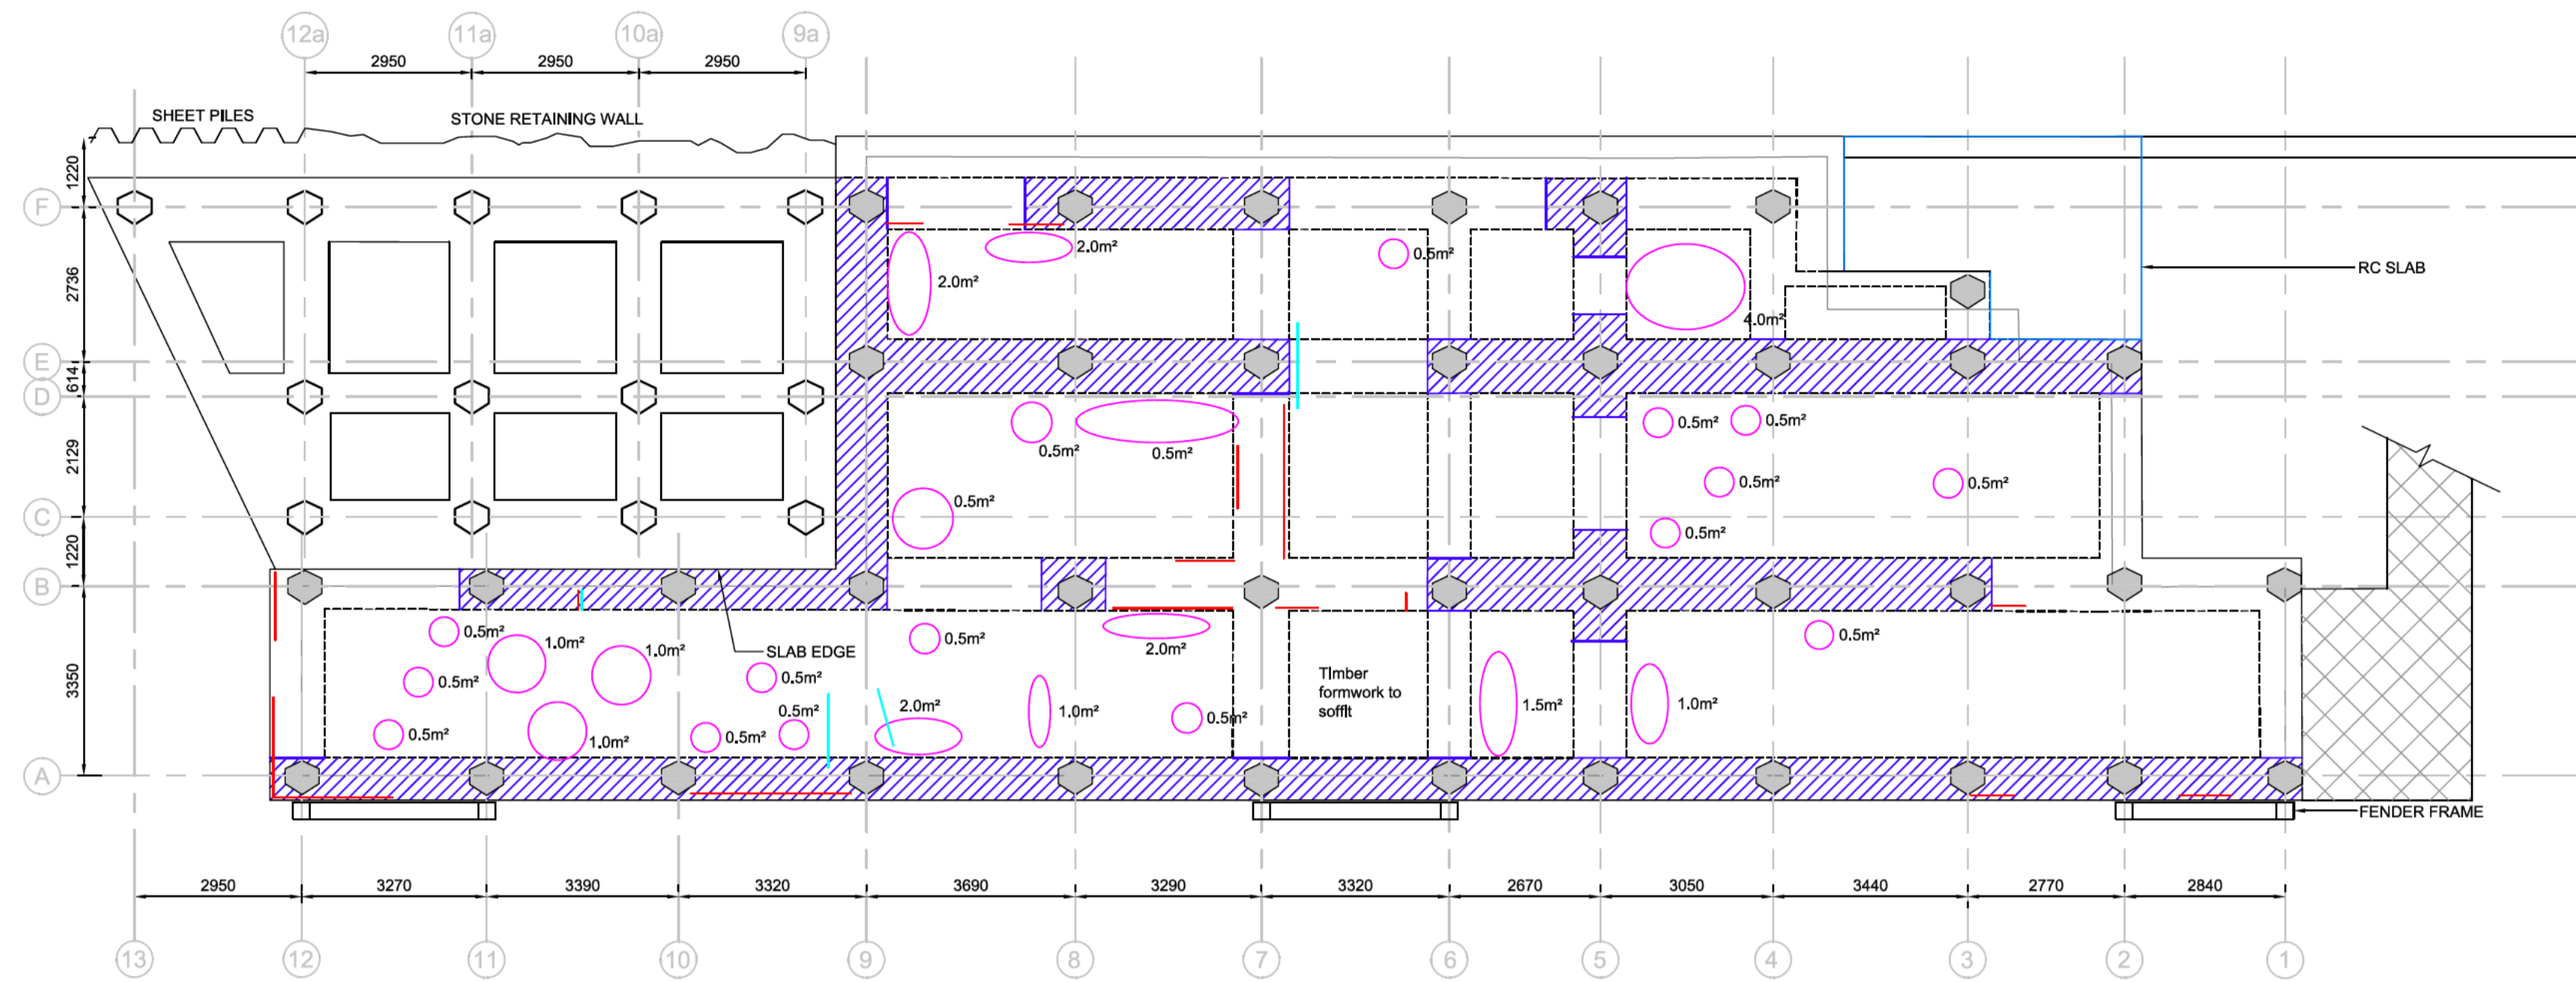 12a 11a 10a 9a
2950 2950 2950
SHEET PILES
STONE RETAINING WALL
1220
F
2.0m²
0.5m²
2.0m²
RC SLAB
2736
4.0m²
E
614
D
0.5m² 0.5m²
0.5m² 0.5m²
2129
0.5m² 0.5m²
0.5m²
C
0.5m²
1220
B
0.5m² 1.0m² 1.0m² 0.5m² 0.5m²
SLAB EDGE
2.0m²
3350
0.5m² 0.5m²
Timber
formwork to
soffit
0.5m² 2.0m² 1.0m² 0.5m² 1.5m² 1.0m²
0.5m² 1.0m² 0.5m²
A
FENDER FRAME
2950 3270 3390 3320 3690 3290 3320 2670 3050 3440 2770 2840
13 12 11 10 9 8 7 6 5 4 3 2 1